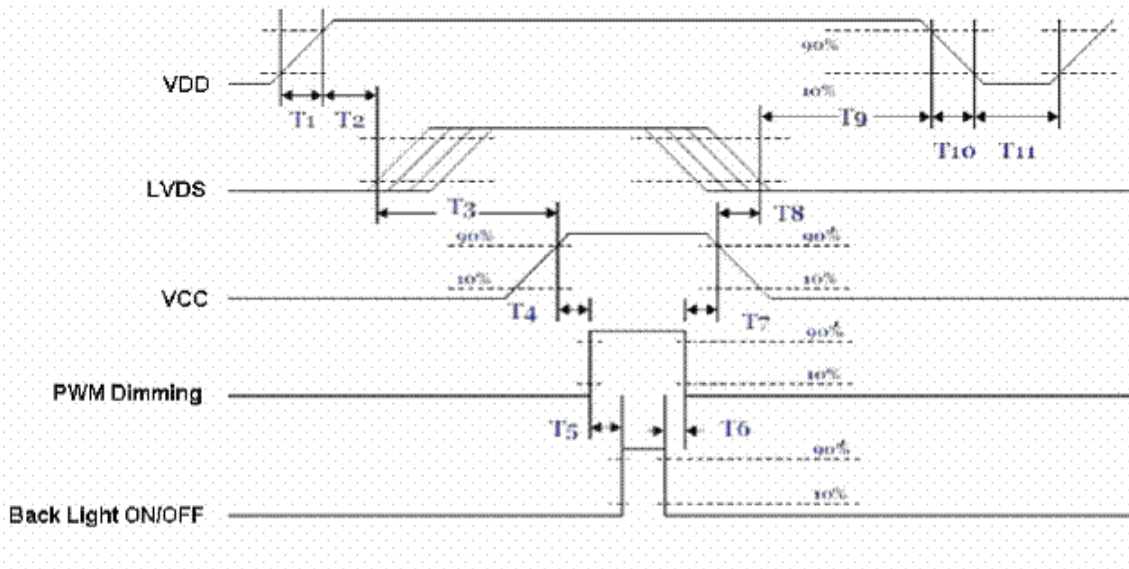 90%
VDD
10%
T1 T2 T9
T10 T11
LVDS
T3 T8
90% 90%
10% 10%
VCC
T4 T7
90%
10%
PWM Dimming
T5 T6
90%
10%
Back Light ON/OFF